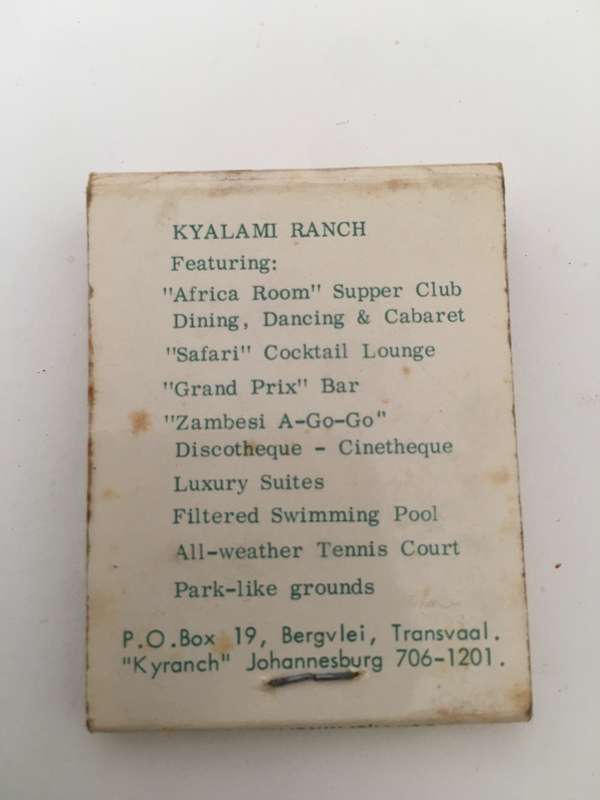 KYALAMI RANCH
Featuring:
"Africa Room" Supper Club
Dining, Dancing & Cabaret
"Safari" Cocktail Lounge
"Grand Prix" Bar
"Zambesi A-Go-Go"
Discotheque - Cinetheque
Luxury Suites
Filtered Swimming Pool
All-weather Tennis Court
Park-like grounds
P.O.Box 19, Bergvlei, Transvaal.
"Kyranch" Johannesburg 706-1201.